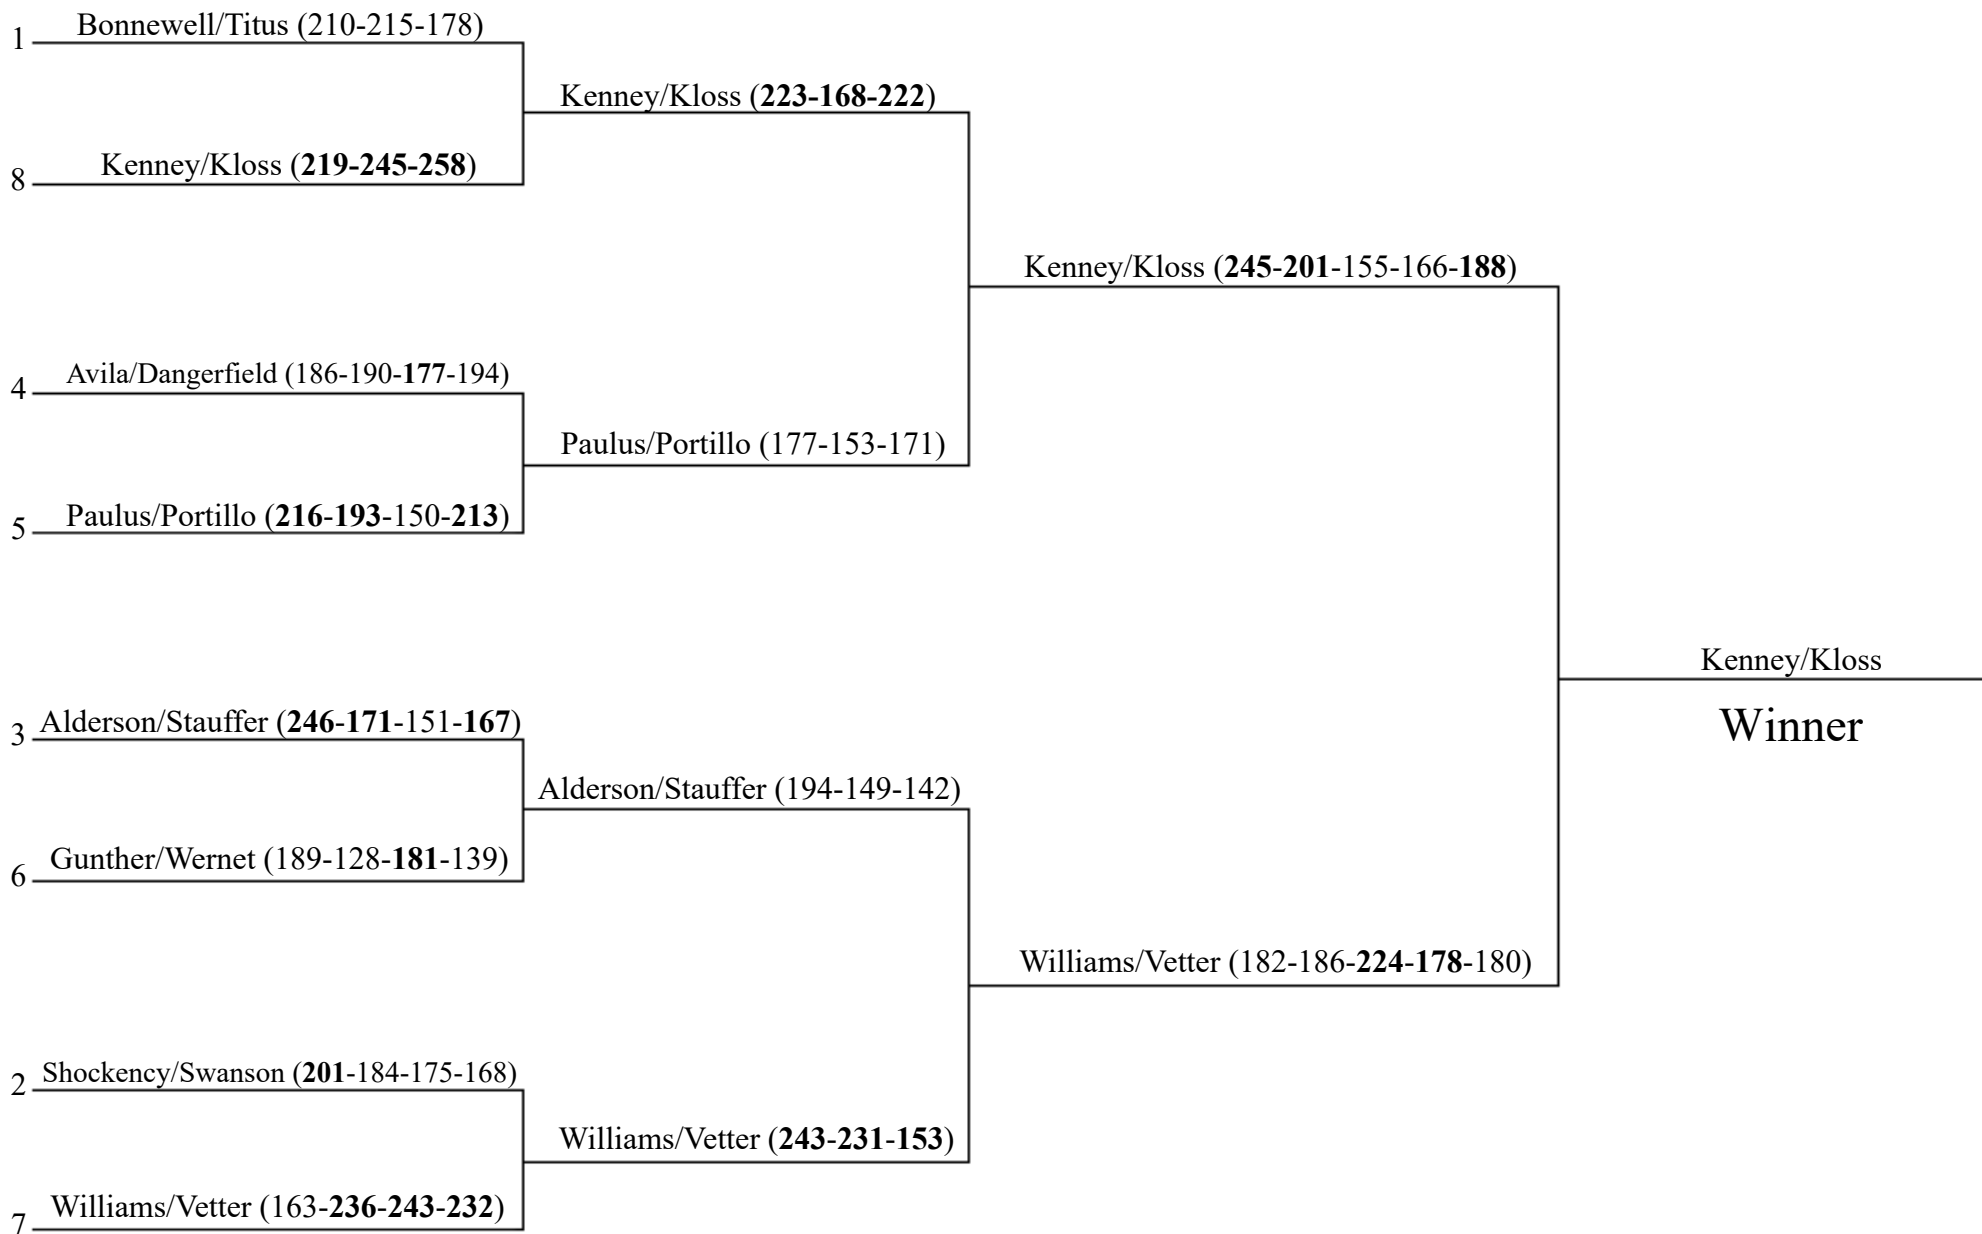 1 Bonnewell/Titus (210-215-178)
Kenney/Kloss (223-168-222)
8 Kenney/Kloss (219-245-258)
Kenney/Kloss (245-201-155-166-188)
4 Avila/Dangerfield (186-190-177-194)
Paulus/Portillo (177-153-171)
5 Paulus/Portillo (216-193-150-213)
Kenney/Kloss
Winner
3 Alderson/Stauffer (246-171-151-167)
Alderson/Stauffer (194-149-142)
6 Gunther/Wernet (189-128-181-139)
Williams/Vetter (182-186-224-178-180)
2 Shockency/Swanson (201-184-175-168)
Williams/Vetter (243-231-153)
7 Williams/Vetter (163-236-243-232)